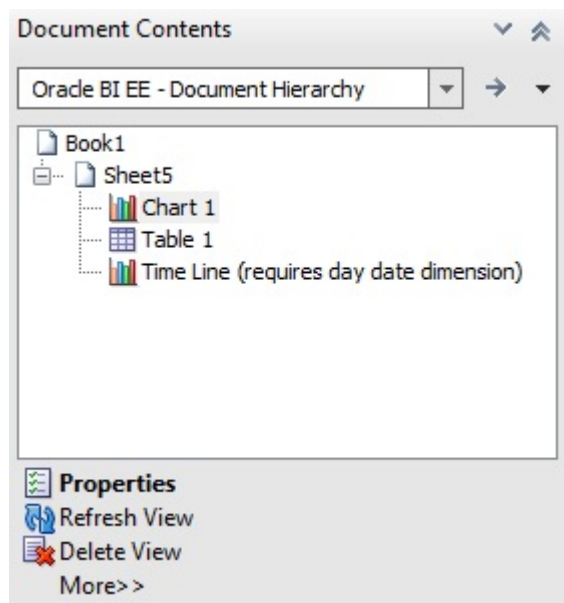 Document Contents
Oracle BI EE - Document Hierarchy
Book1
Sheet5
Chart 1
Table 1
Time Line (requires day date dimension)
Properties
Refresh View
Delete View
More>>